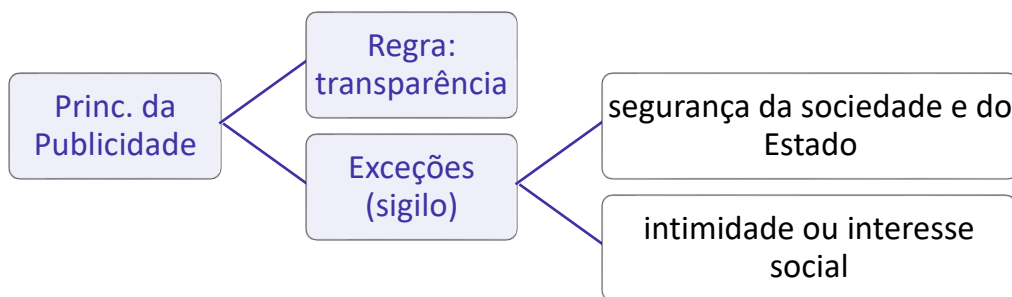 Princ. da
Publicidade
Regra:
transparência
Exceções
(sigilo)
segurança da sociedade e do
Estado
intimidade ou interesse
social